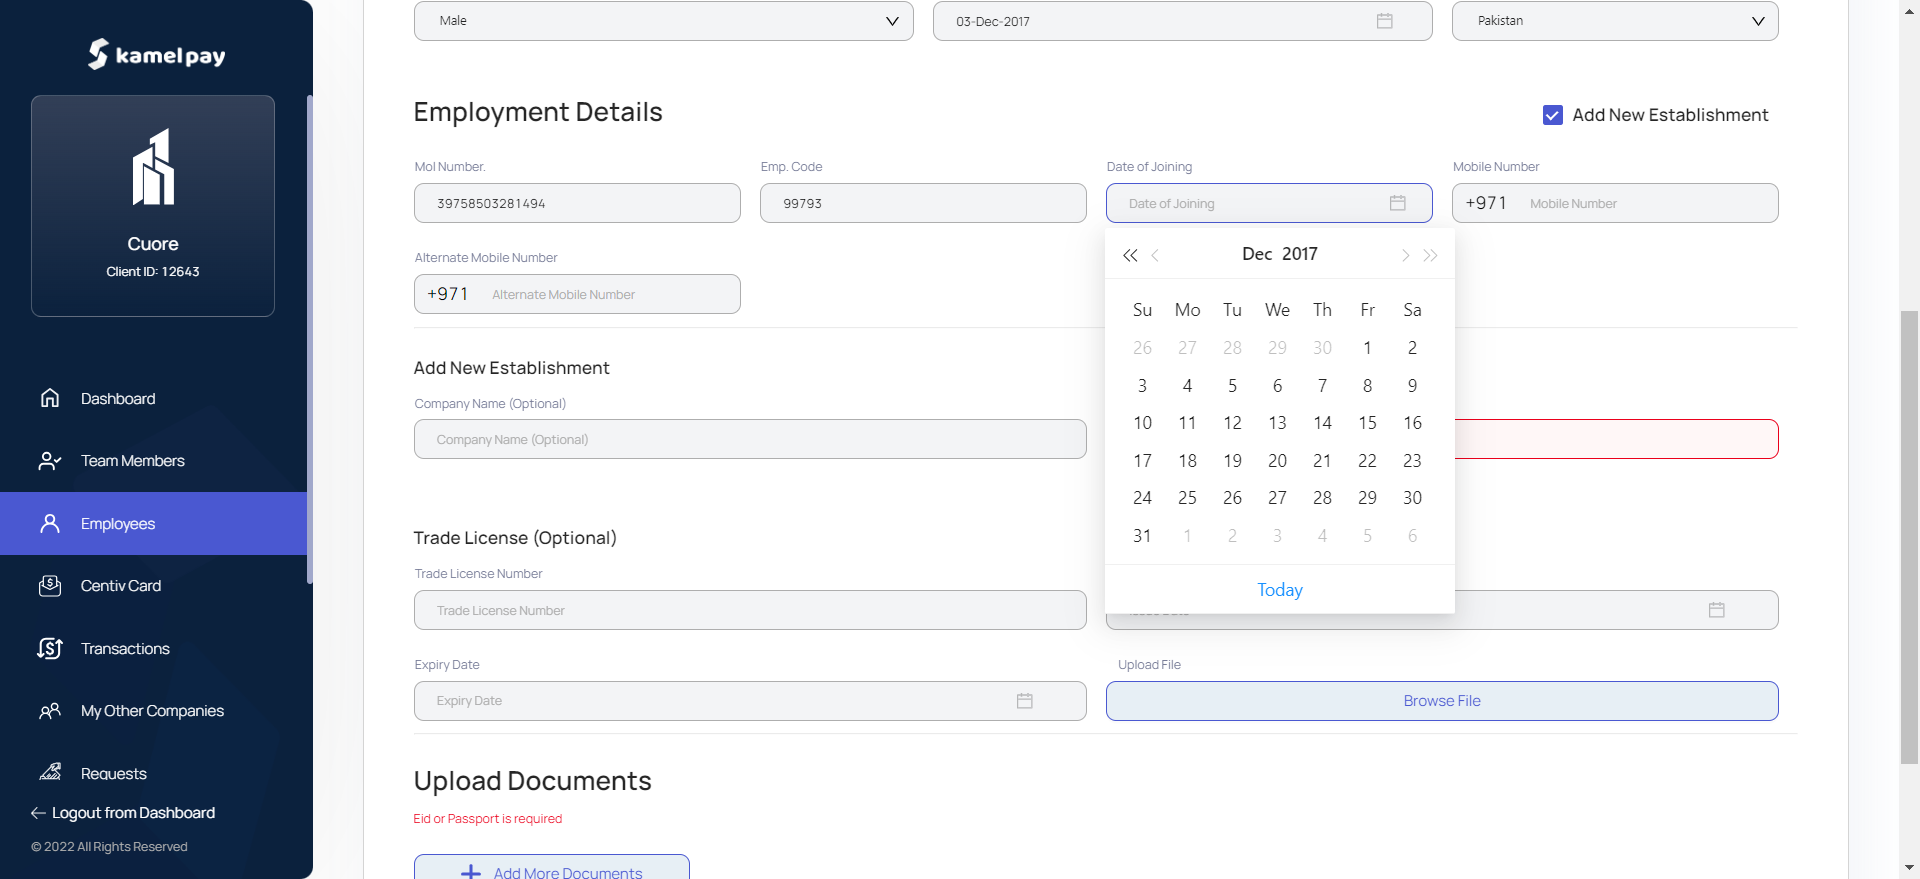 kamelpay
Cuore
Client ID: 12643
Dashboard
Team Members
Employees
Centiv Card
Transactions
My Other Companies
Requests
Logout from Dashboard
© 2022 All Rights Reserved
Male
03-Dec-2017
Pakistan
Employment Details
Add New Establishment
Mol Number.
Emp. Code
Date of Joining
Mobile Number
39758503281494
99793
Date of Joining
+971 Mobile Number
Alternate Mobile Number
+971 Alternate Mobile Number
Dec 2017
Su Mo Tu We Th Fr Sa
26 27 28 29 30 1 2
3 4 5 6 7 8 9
10 11 12 13 14 15 16
17 18 19 20 21 22 23
24 25 26 27 28 29 30
31 1 2 3 4 5 6
Today
Add New Establishment
Company Name (Optional)
Company Name (Optional)
Trade License (Optional)
Trade License Number
Trade License Number
Expiry Date
Upload File
Expiry Date
Browse File
Upload Documents
Eid or Passport is required
Add More Documents